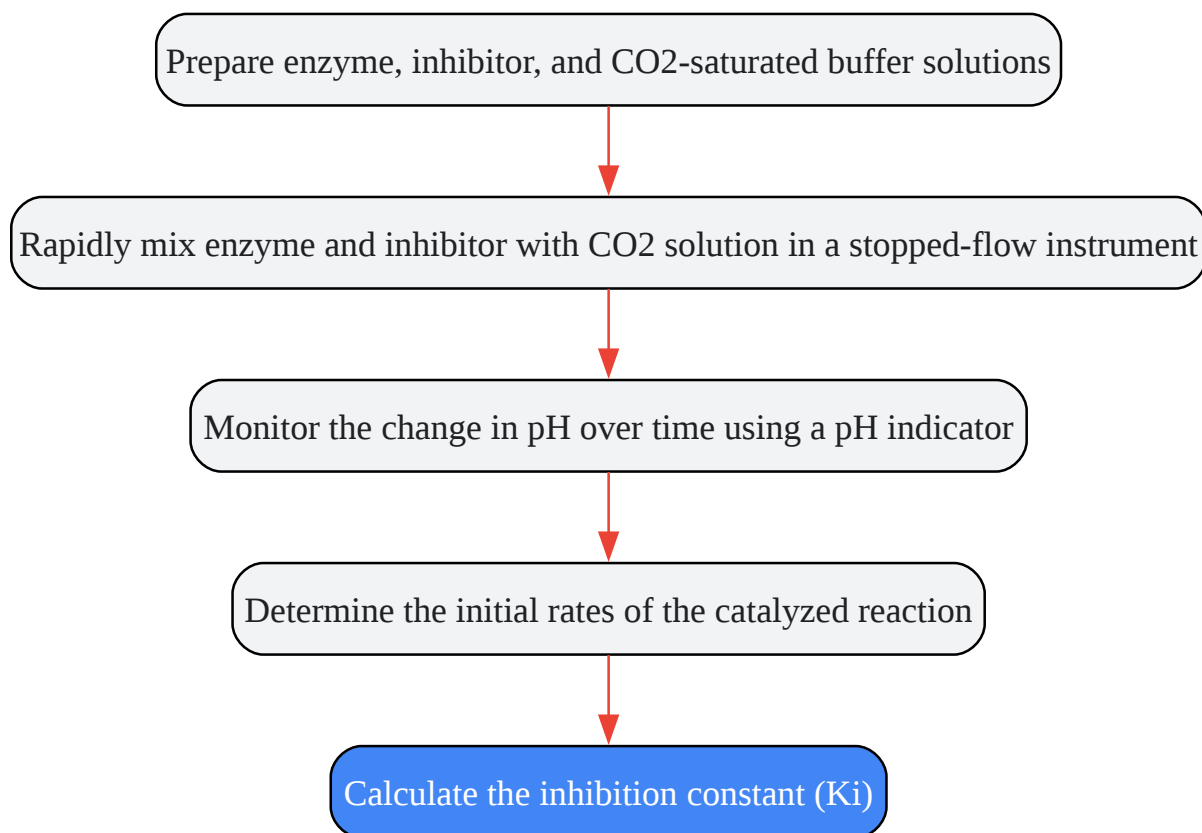 Prepare enzyme, inhibitor, and CO2-saturated buffer solutions
Rapidly mix enzyme and inhibitor with CO2 solution in a stopped-flow instrument
Monitor the change in pH over time using a pH indicator
Determine the initial rates of the catalyzed reaction
Calculate the inhibition constant (Ki)